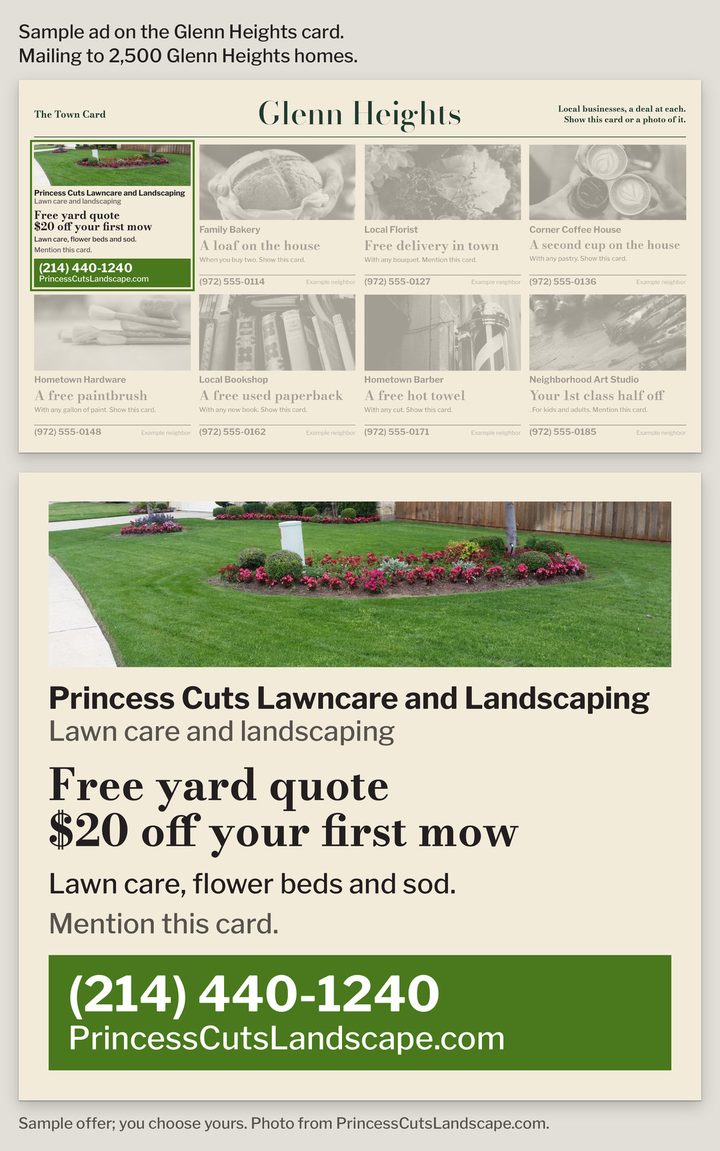 Sample ad on the Glenn Heights card.
Mailing to 2,500 Glenn Heights homes.
The Town Card
Glenn Heights
Local businesses, a deal at each.
Show this card or a photo of it.
Princess Cuts Lawncare and Landscaping
Lawn care and landscaping
Free yard quote
$20 off your first mow
Lawn care, flower beds and sod.
Mention this card.
(214) 440-1240
PrincessCutsLandscape.com
Family Bakery
A loaf on the house
When you buy two. Show this card.
(972) 555-0114
Example neighbor
Local Florist
Free delivery in town
With any bouquet. Mention this card.
(972) 555-0127
Example neighbor
Corner Coffee House
A second cup on the house
With any pastry. Show this card.
(972) 555-0136
Example neighbor
Hometown Hardware
A free paintbrush
With any gallon of paint. Show this card.
(972) 555-0148
Example neighbor
Local Bookshop
A free used paperback
With any new book. Show this card.
(972) 555-0162
Example neighbor
Hometown Barber
A free hot towel
With any cut. Show this card.
(972) 555-0171
Example neighbor
Neighborhood Art Studio
Your 1st class half off
For kids and adults. Mention this card.
(972) 555-0185
Example neighbor
Princess Cuts Lawncare and Landscaping
Lawn care and landscaping
Free yard quote
$20 off your first mow
Lawn care, flower beds and sod.
Mention this card.
(214) 440-1240
PrincessCutsLandscape.com
Sample offer; you choose yours. Photo from PrincessCutsLandscape.com.